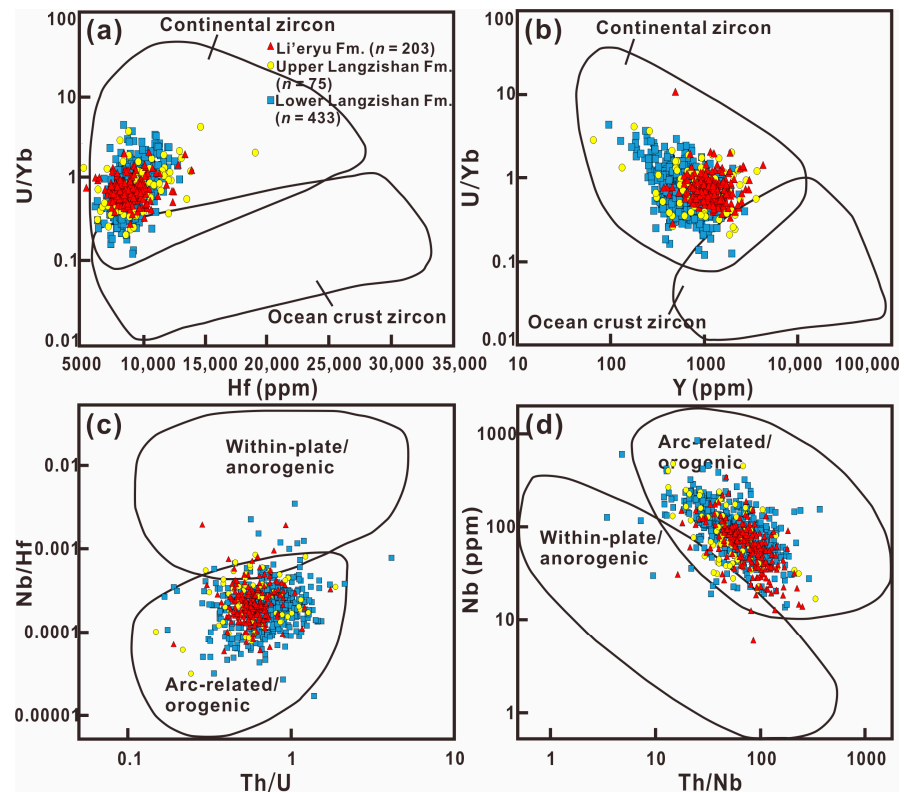 (a)
Continental zircon
Li'eryu Fm. (n = 203)
Upper Langzishan Fm.
(n = 75)
Lower Langzishan Fm.
(n = 433)
Ocean crust zircon
100
10
1
0.1
0.01
U/Yb
5000
10,000
15,000
20,000
25,000
30,000
35,000
Hf (ppm)
(b)
Continental zircon
Ocean crust zircon
100
10
1
0.1
0.01
U/Yb
10
100
1000
10,000
100,000
Y (ppm)
(c)
Within-plate/
anorogenic
Arc-related/
orogenic
0.01
0.001
0.0001
0.00001
Nb/Hf
0.1
1
10
Th/U
(d)
Arc-related/
orogenic
Within-plate/
anorogenic
1000
100
10
1
Nb (ppm)
1
10
100
1000
Th/Nb